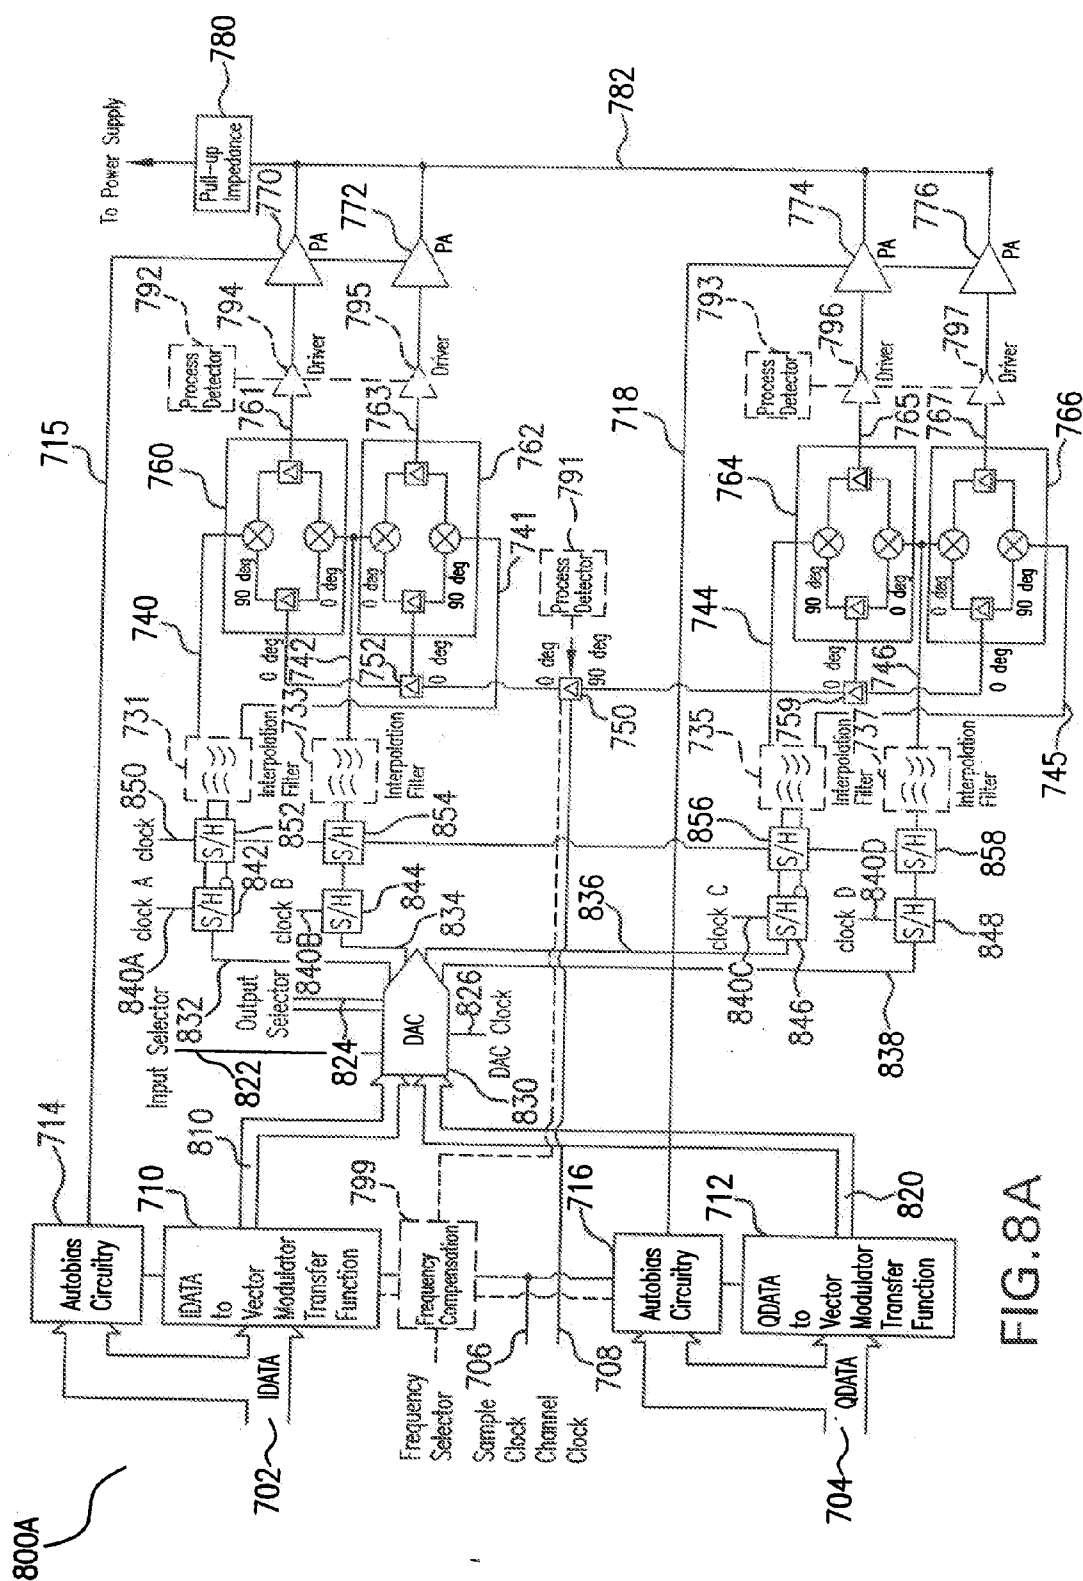 800A
To Power Supply
780
Pull-up
Impedance
770
772
PA
PA
782
774
776
PA
PA
715
792
Process
Detector
794
795
Driver
Driver
761
763
718
793
Process
Detector
796
797
Driver
Driver
765
767
760
762
90 deg
0 deg
0 deg
90 deg
741
791
Process
Detector
764
766
90 deg
0 deg
0 deg
90 deg
740
0 deg
742
752
0 deg
0 deg
90 deg
750
744
0 deg
746
0 deg
759
745
731
Interpolation
Filter
733
Interpolation
Filter
735
Interpolation
Filter
737
Interpolation
Filter
850
clock
S/H
852
S/H
854
856
S/H
S/H
858
clock A
840A
S/H
842
clock B
840B
S/H
844
clock C
840C
S/H
846
clock D
840D
S/H
848
832
834
836
838
Input Selector
822
Output
Selector
824
DAC
826
DAC Clock
830
714
Autobias
Circuitry
810
710
IDATA
to
Vector
Modulator
Transfer
Function
799
Frequency
Compensation
716
Autobias
Circuitry
712
QDATA
to
Vector
Modulator
Transfer
Function
820
IDATA
702
Frequency
Selector
706
Sample
Clock
Channel
Clock
708
QDATA
704
FIG.8A